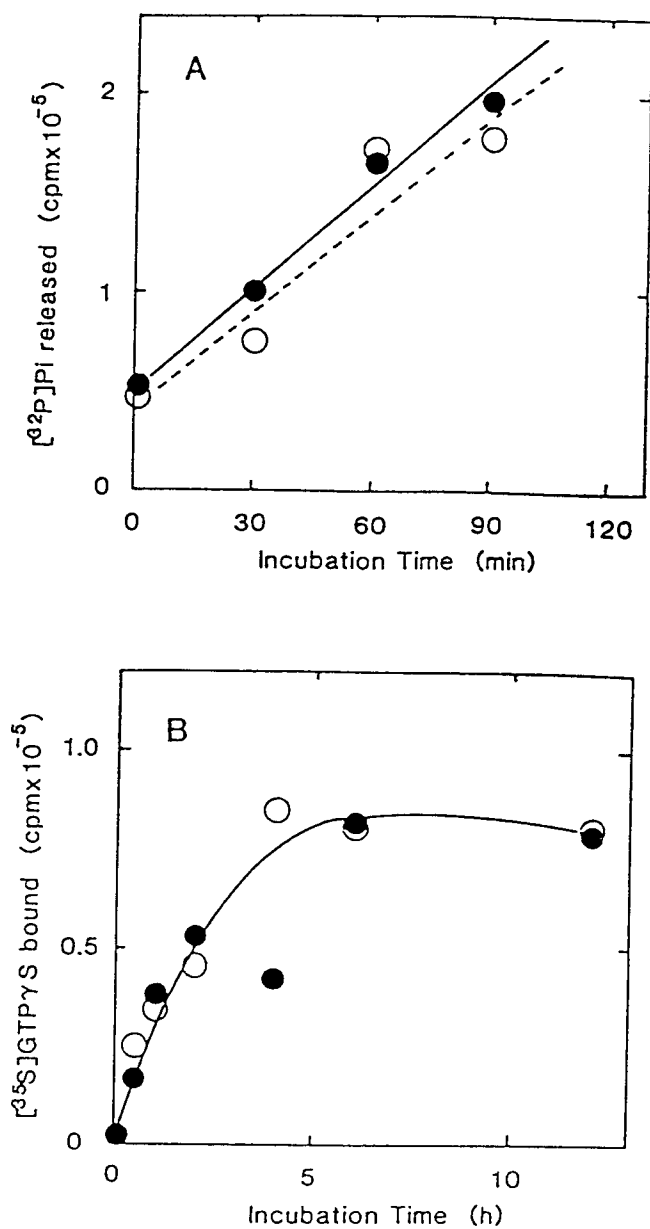 A
2
1
0
[32P]Pi released (cpmx10-5)
0 30 60 90 120
Incubation Time (min)
B
1.0
0.5
0
[35S]GTPγS bound (cpmx10-5)
0 5 10
Incubation Time (h)